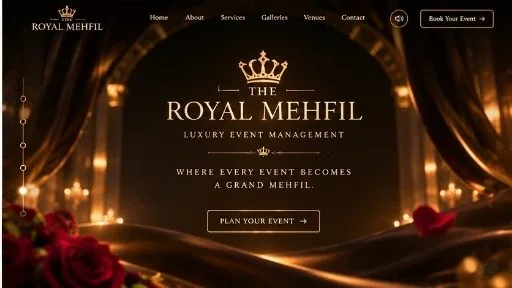 THE
ROYAL MEHFIL
Home About Services Galleries Venues Contact
Book Your Event →
THE
ROYAL MEHFIL
LUXURY EVENT MANAGEMENT
WHERE EVERY EVENT BECOMES
A GRAND MEHFIL.
PLAN YOUR EVENT →